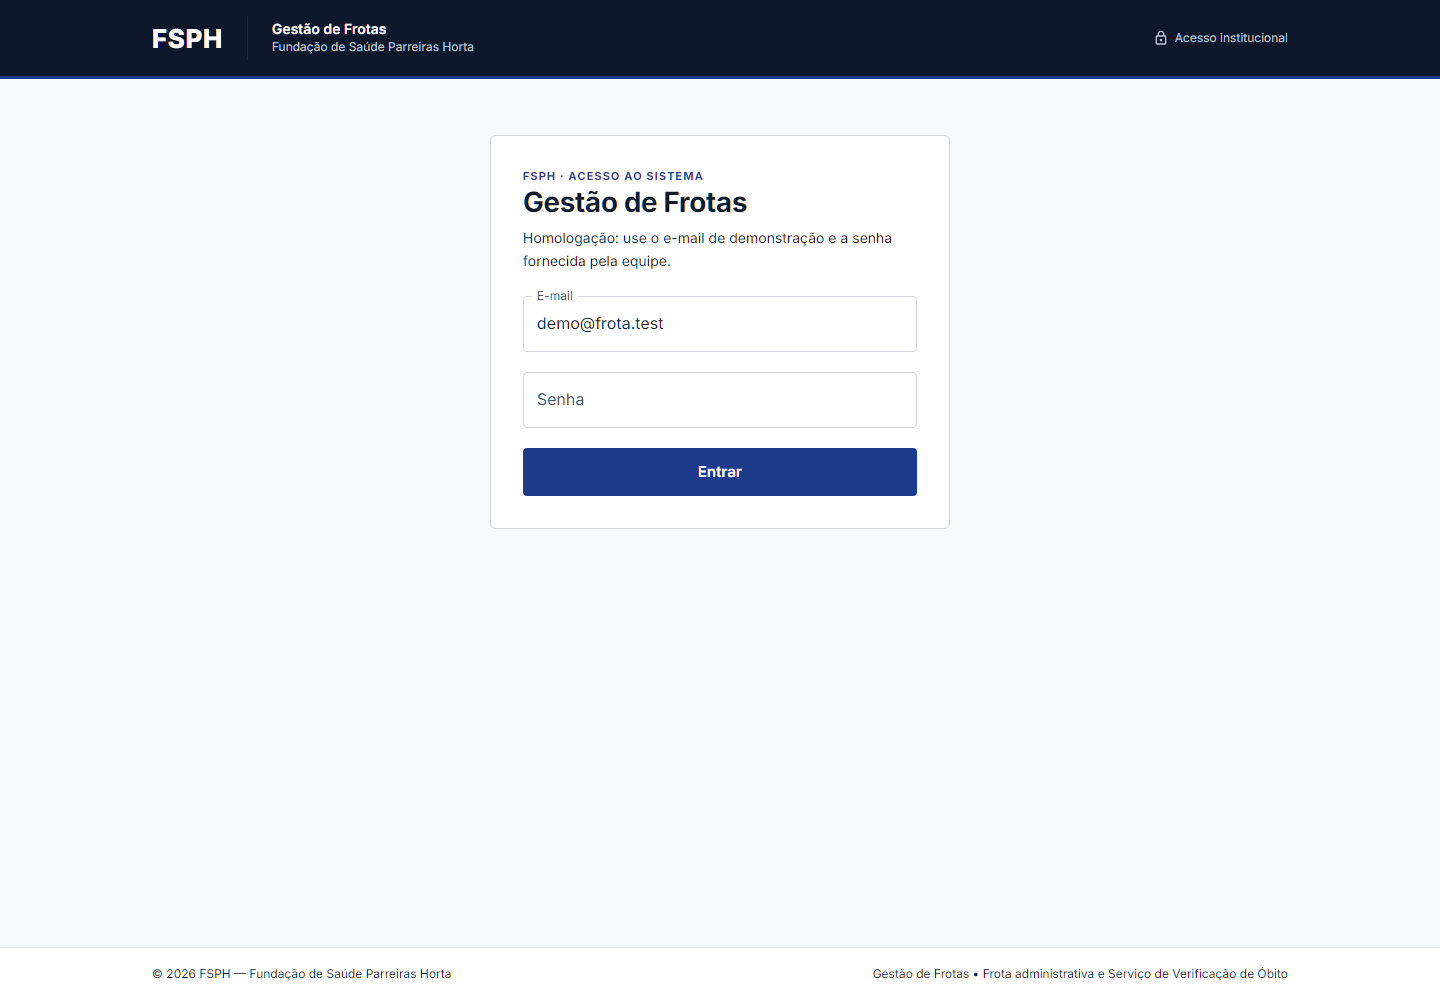 FSPH
Gestão de Frotas
Fundação de Saúde Parreiras Horta
Acesso institucional
FSPH · ACESSO AO SISTEMA
Gestão de Frotas
Homologação: use o e-mail de demonstração e a senha
fornecida pela equipe.
E-mail
demo@frota.test
Senha
Entrar
© 2026 FSPH — Fundação de Saúde Parreiras Horta
Gestão de Frotas • Frota administrativa e Serviço de Verificação de Óbito